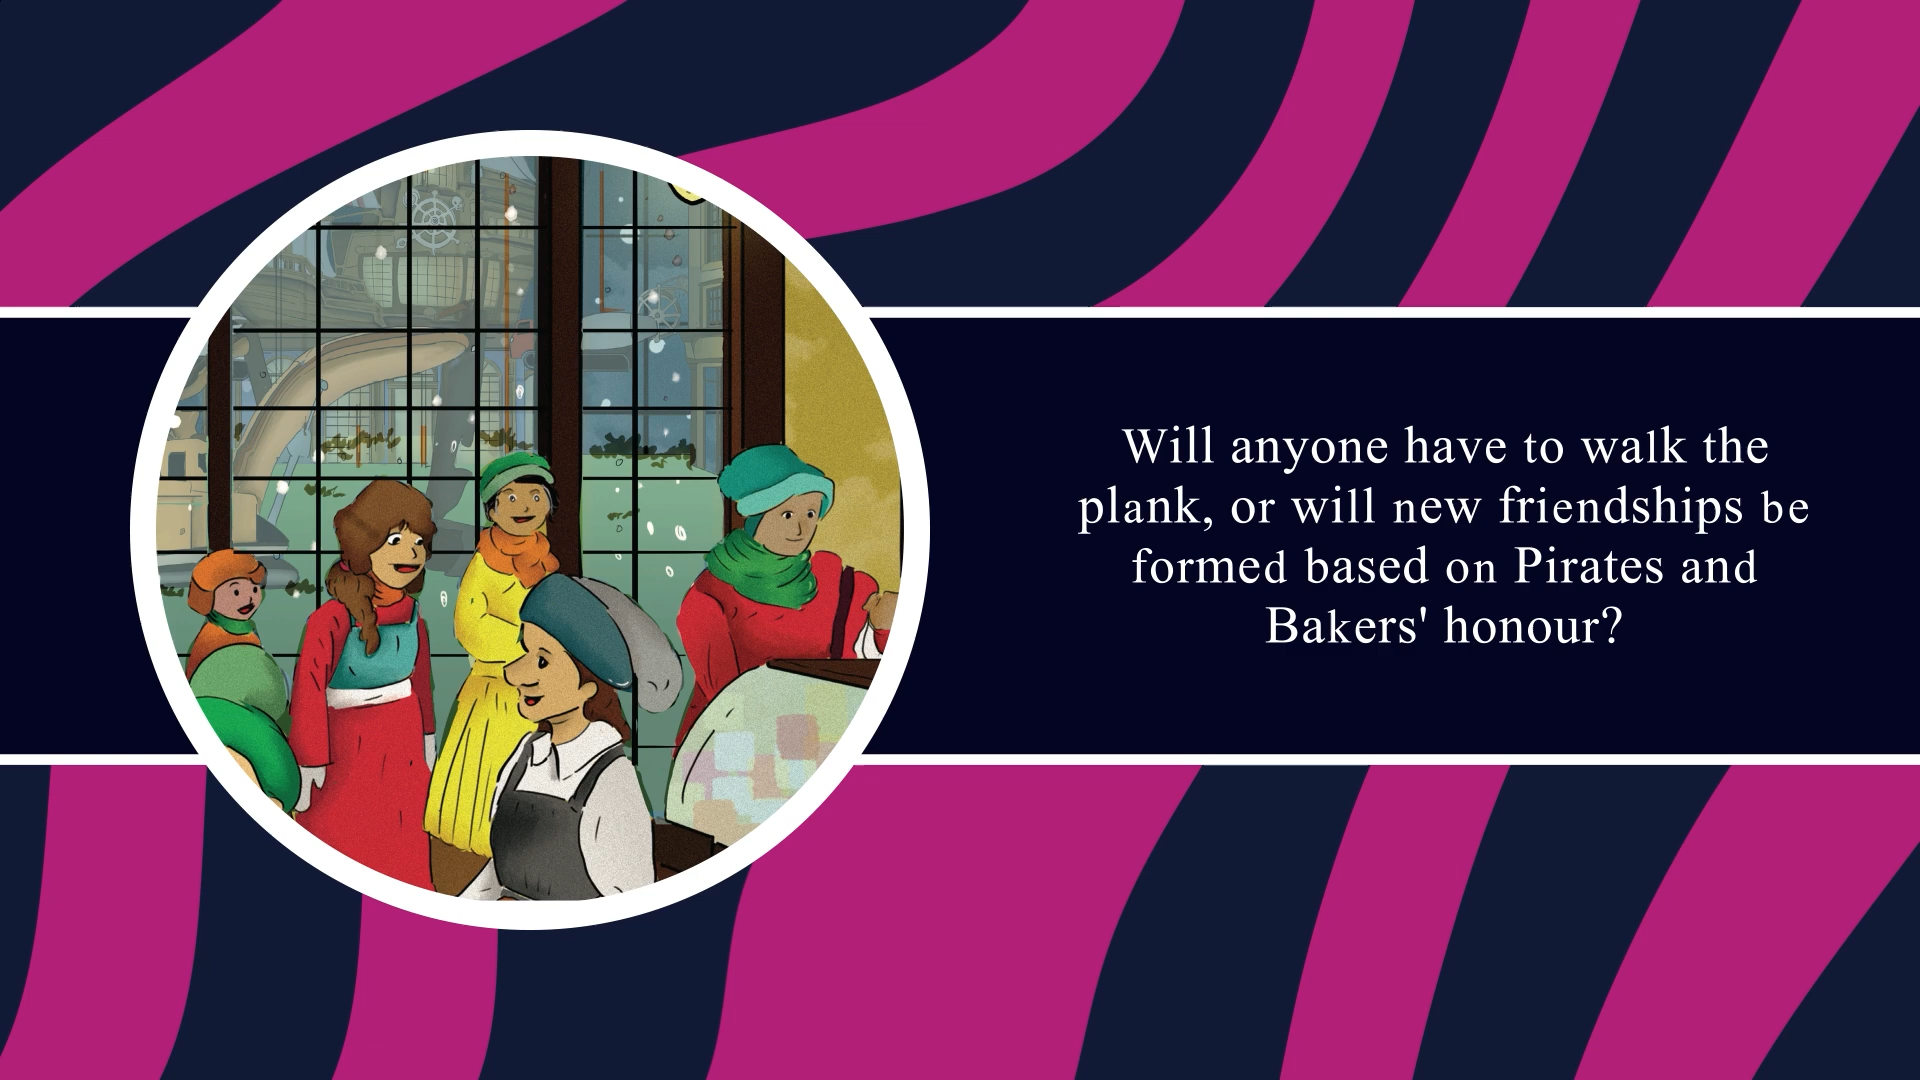 Will anyone have to walk the
plank, or will new friendships be
formed based on Pirates and
Bakers' honour?